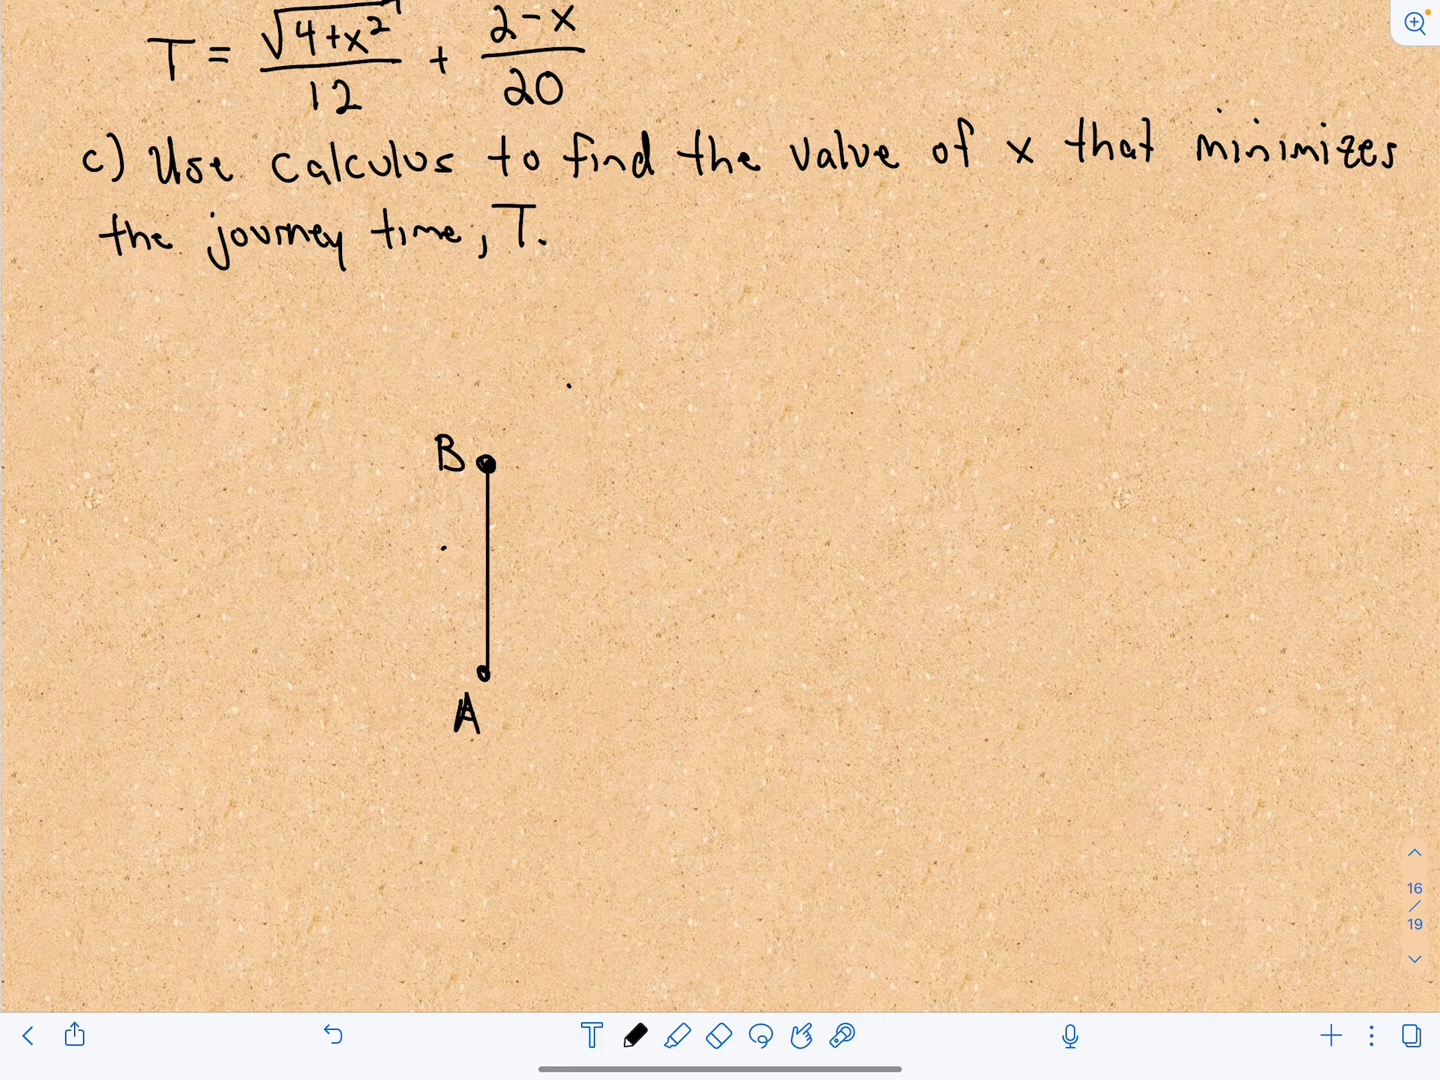 T = √(4+x²)/12 + (2-x)/20
c) Use calculus to find the value of x that minimizes
the journey time, T.
B
A
16
/
19
T